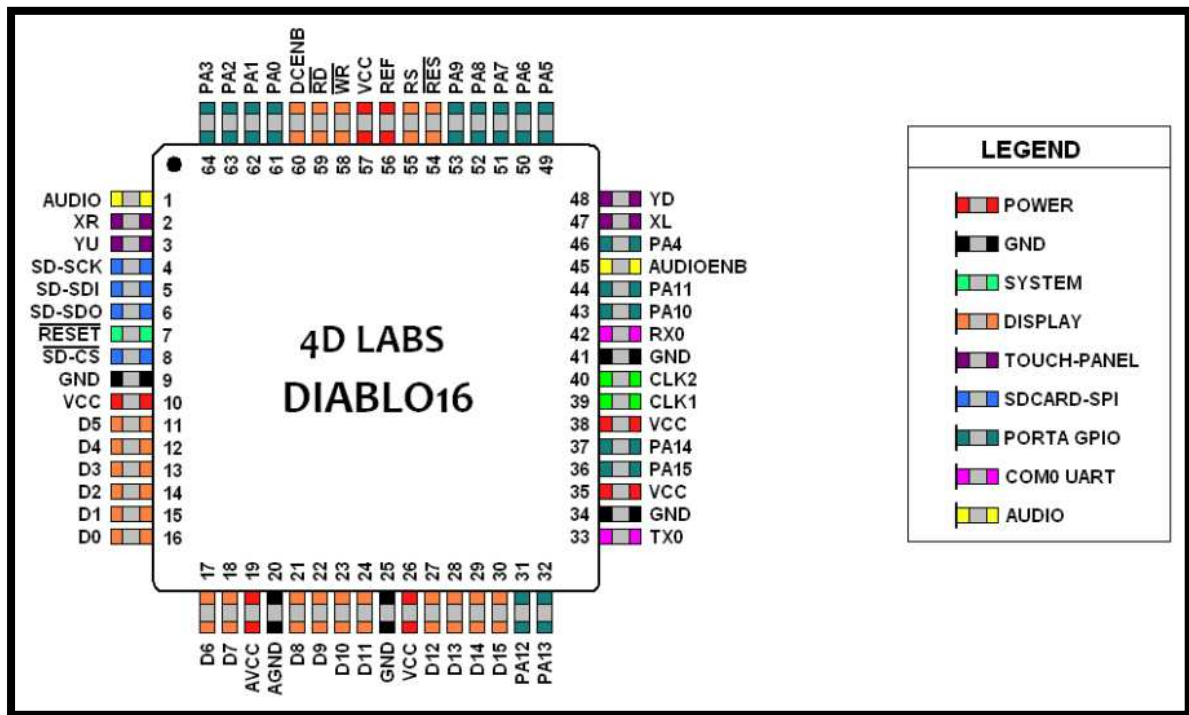 PA3 PA2 PA1 PA0 DCENB RD WR VCC REF RS RES PA9 PA8 PA7 PA6 PA5
64 63 62 61 60 59 58 57 56 55 54 53 52 51 50 49
AUDIO 1
XR 2
YU 3
SD-SCK 4
SD-SDI 5
SD-SDO 6
RESET 7
SD-CS 8
GND 9
VCC 10
D5 11
D4 12
D3 13
D2 14
D1 15
D0 16
4D LABS
DIABLO16
48 YD
47 XL
46 PA4
45 AUDIOENB
44 PA11
43 PA10
42 RX0
41 GND
40 CLK2
39 CLK1
38 VCC
37 PA14
36 PA15
35 VCC
34 GND
33 TX0
17 18 19 20 21 22 23 24 25 26 27 28 29 30 31 32
D6 D7 AVCC AGND D8 D9 D10 D11 GND VCC D12 D13 D14 D15 PA12 PA13
LEGEND
POWER
GND
SYSTEM
DISPLAY
TOUCH-PANEL
SDCARD-SPI
PORTA GPIO
COM0 UART
AUDIO